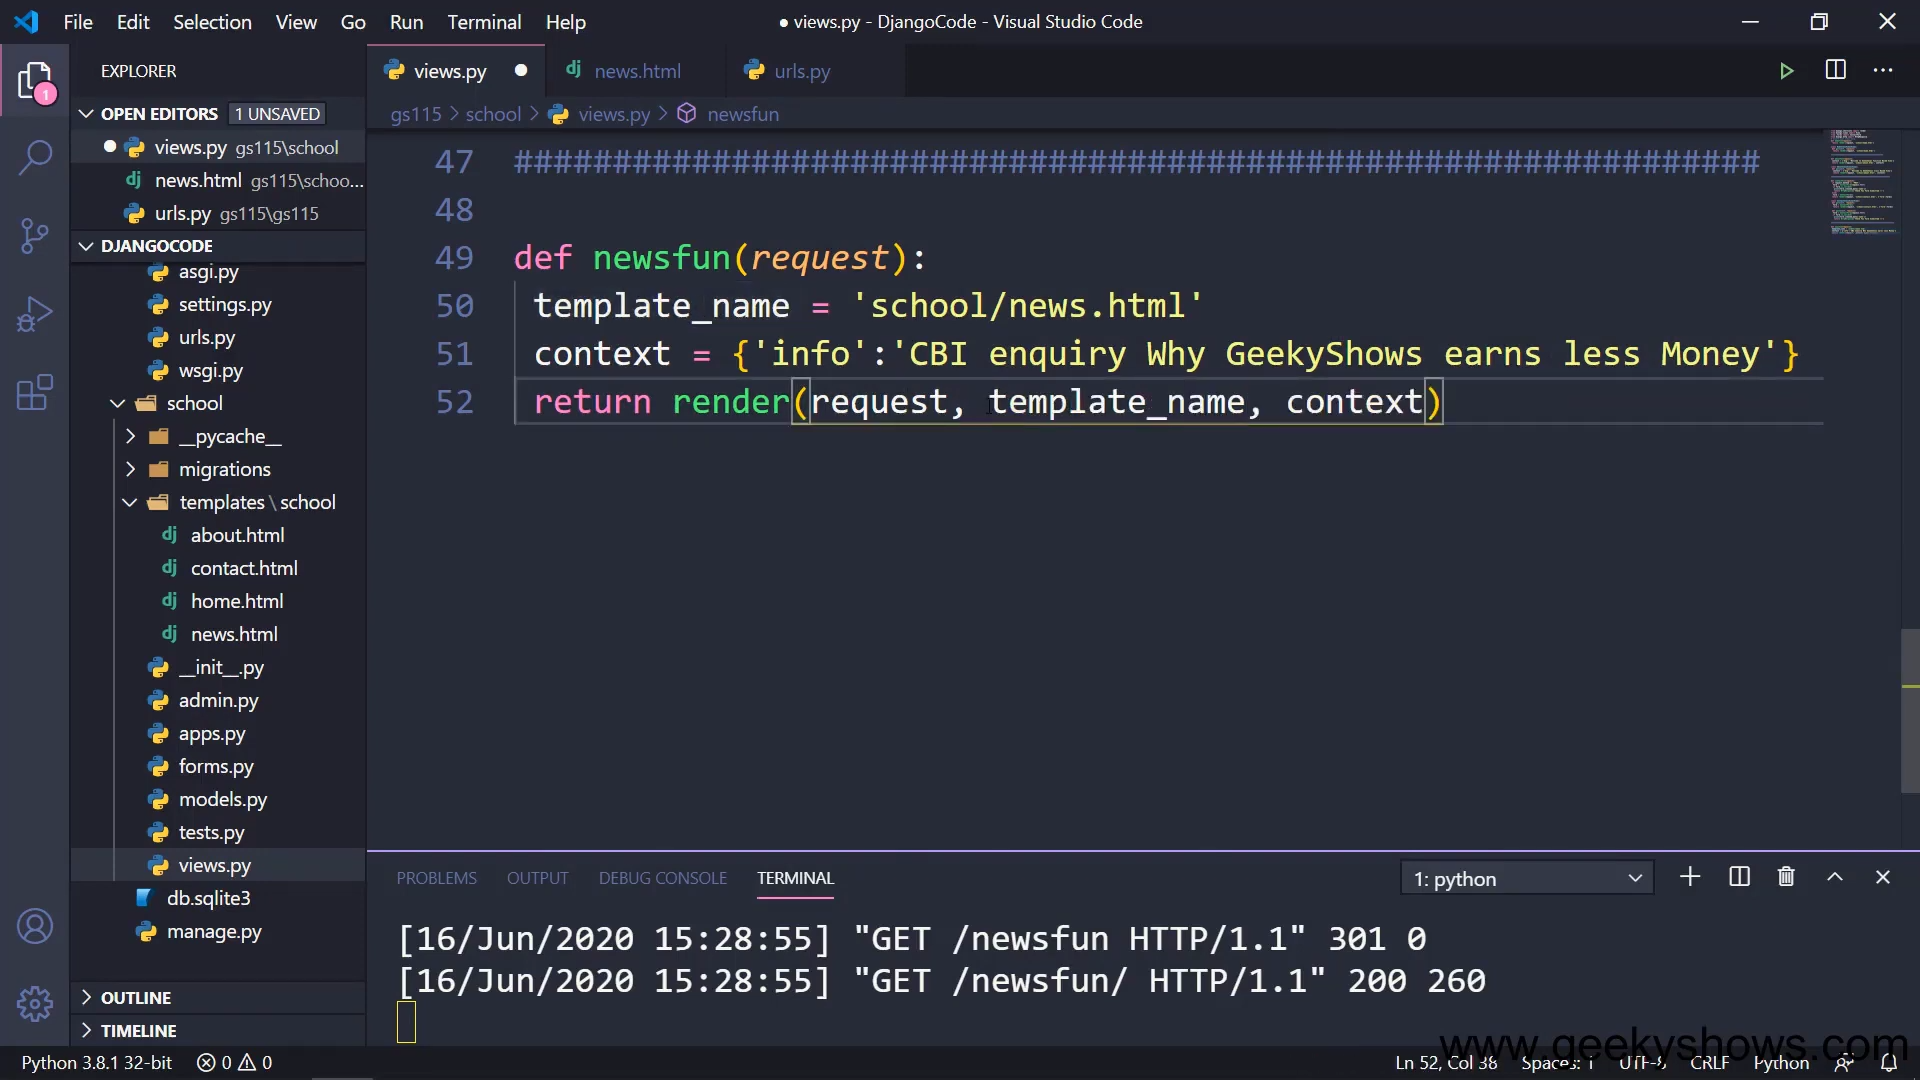 File Edit Selection View Go Run Terminal Help
● views.py - DjangoCode - Visual Studio Code
EXPLORER
1
OPEN EDITORS 1 UNSAVED
views.py gs115\school
news.html gs115\schoo...
urls.py gs115\gs115
DJANGOCODE
asgi.py
settings.py
urls.py
wsgi.py
school
__pycache__
migrations
templates \ school
about.html
contact.html
home.html
news.html
__init__.py
admin.py
apps.py
forms.py
models.py
tests.py
views.py
db.sqlite3
manage.py
OUTLINE
TIMELINE
views.py ● news.html urls.py
gs115 > school > views.py > newsfun
47 ###############################################################
48
49 def newsfun(request):
50 template_name = 'school/news.html'
51 context = {'info':'CBI enquiry Why GeekyShows earns less Money'}
52 return render(request, template_name, context)
PROBLEMS OUTPUT DEBUG CONSOLE TERMINAL 1: python
[16/Jun/2020 15:28:55] "GET /newsfun HTTP/1.1" 301 0
[16/Jun/2020 15:28:55] "GET /newsfun/ HTTP/1.1" 200 260
www.geekyshows.com
Python 3.8.1 32-bit 0 0 Ln 52, Col 38 Spaces: 1 UTF-8 CRLF Python